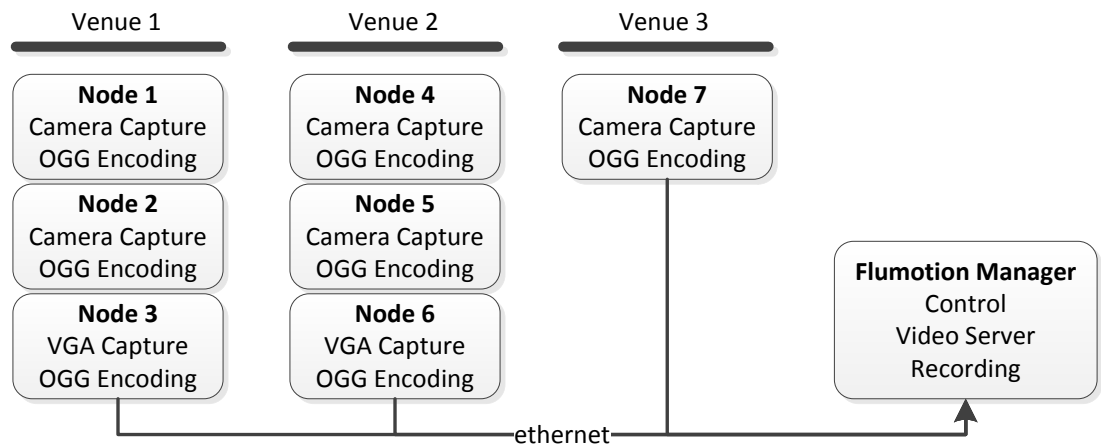 Venue 1
Venue 2
Venue 3
Node 1
Camera Capture
OGG Encoding
Node 2
Camera Capture
OGG Encoding
Node 3
VGA Capture
OGG Encoding
Node 4
Camera Capture
OGG Encoding
Node 5
Camera Capture
OGG Encoding
Node 6
VGA Capture
OGG Encoding
Node 7
Camera Capture
OGG Encoding
Flumotion Manager
Control
Video Server
Recording
ethernet